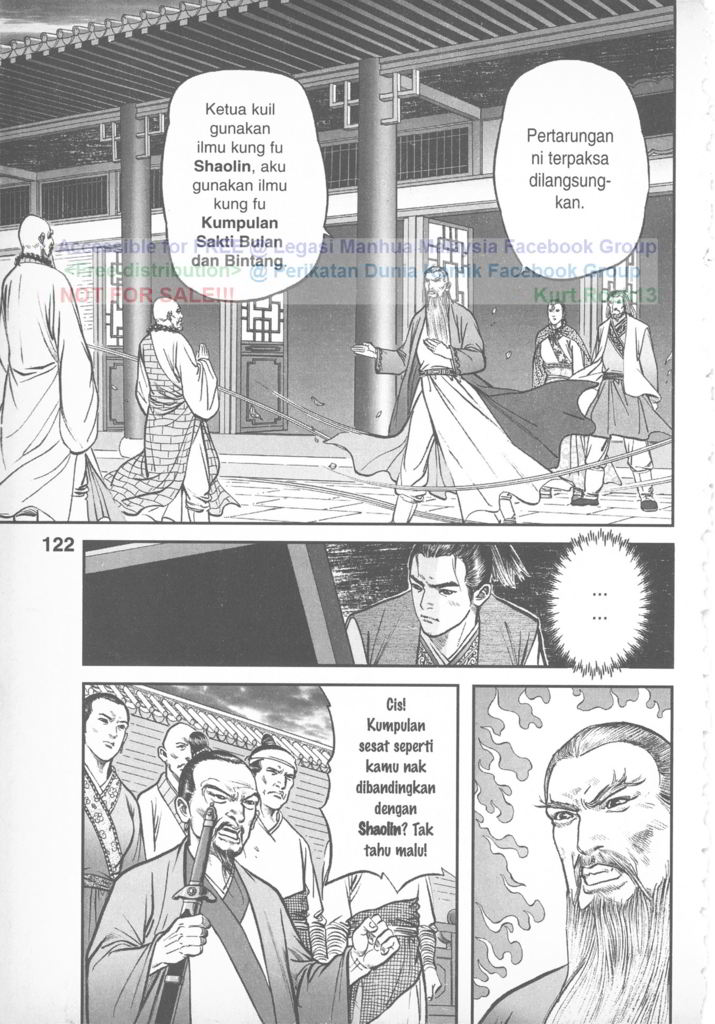 Ketua kuil
gunakan
ilmu kung fu
Shaolin, aku
gunakan ilmu
kung fu
Kumpulan
Sakti Bulan
dan Bintang.
Pertarungan
ni terpaksa
dilangsung-
kan.
Accessible for FREE @ Legasi Manhua Malaysia Facebook Group
<Free distribution> @ Perikatan Dunia Komik Facebook Group
NOT FOR SALE!!!
Kurt.Rock13
122
...
...
Cis!
Kumpulan
sesat seperti
kamu nak
dibandingkan
dengan
Shaolin? Tak
tahu malu!